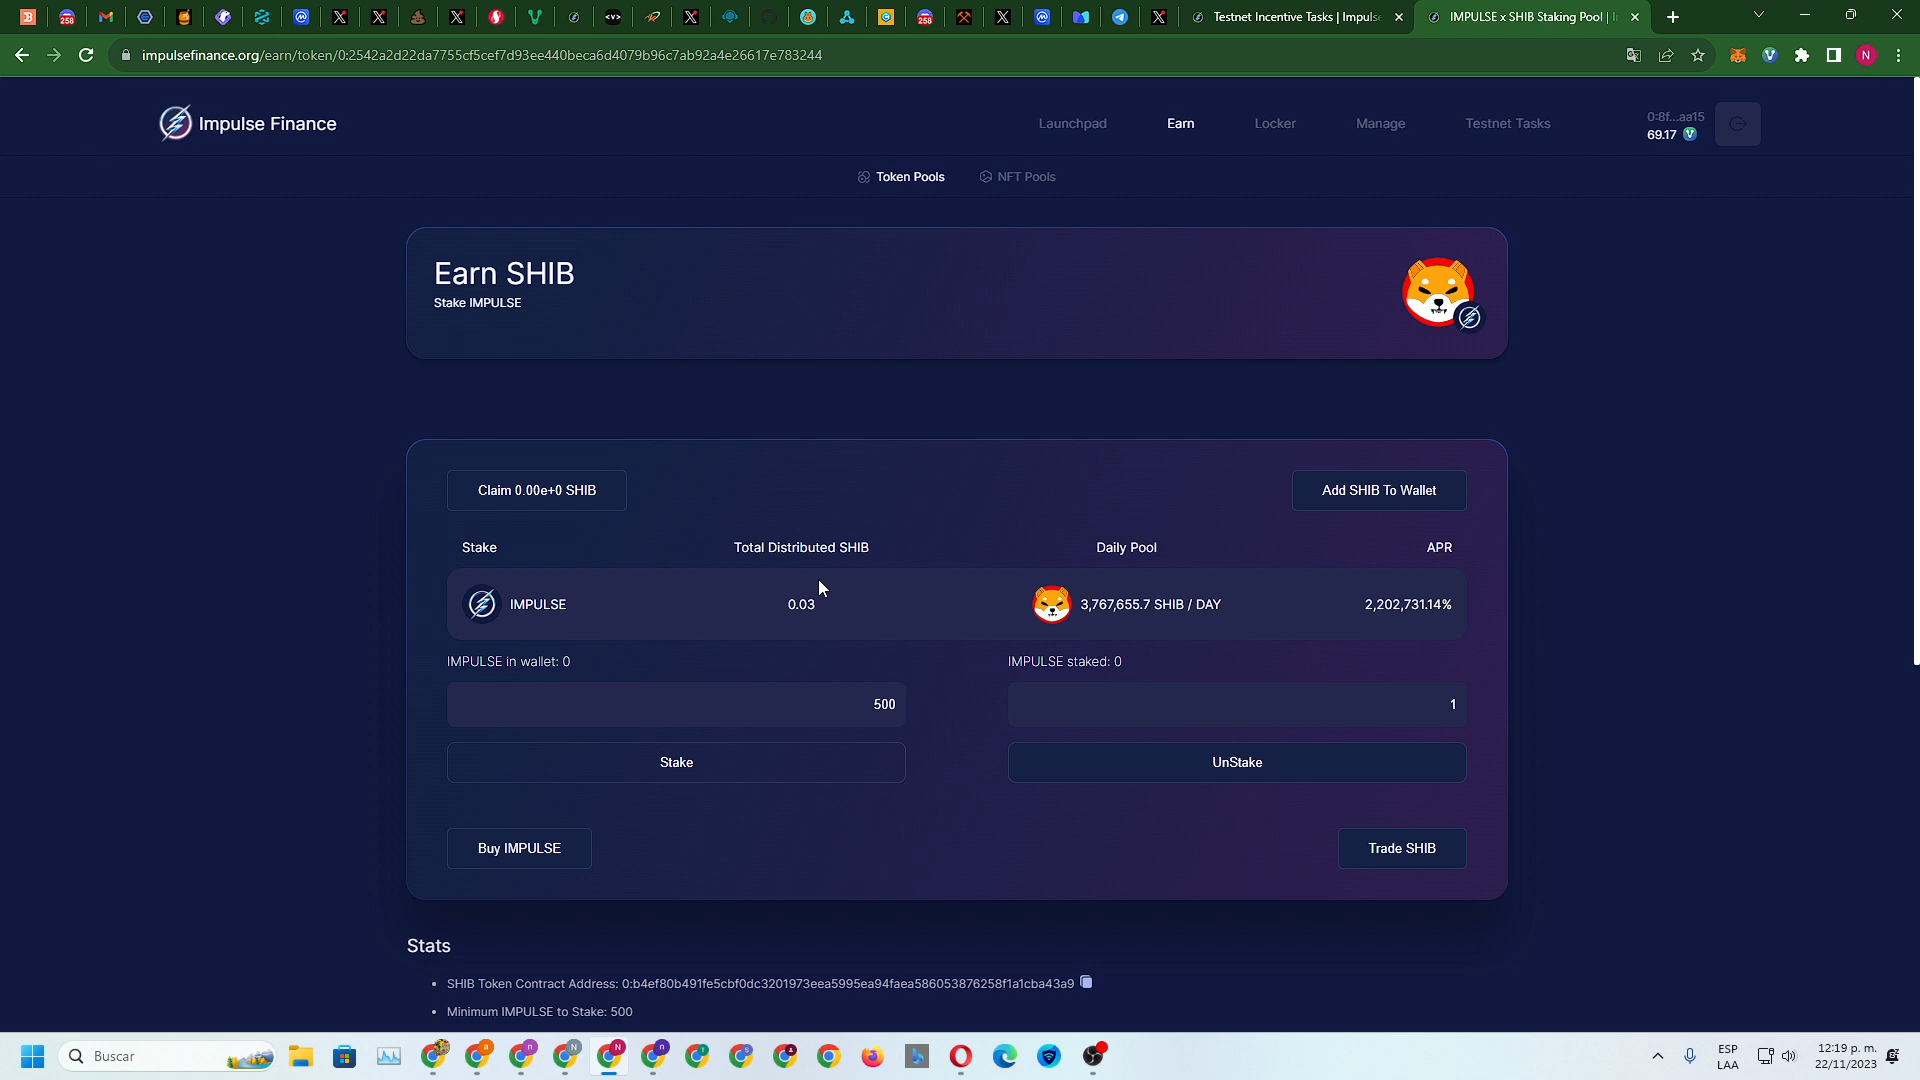 Testnet Incentive Tasks | Impuls
IMPULSE x SHIB Staking Pool | I
impulsefinance.org/earn/token/0:2542a2d22da7755cf5cef7d93ee440beca6d4079b96c7ab92a4e26617e783244
Impulse Finance
Launchpad
Earn
Locker
Manage
Testnet Tasks
0:8f...aa15
69.17
Token Pools
NFT Pools
Earn SHIB
Stake IMPULSE
Claim 0.00e+0 SHIB
Add SHIB To Wallet
Stake
Total Distributed SHIB
Daily Pool
APR
IMPULSE
0.03
3,767,655.7 SHIB / DAY
2,202,731.14%
IMPULSE in wallet: 0
IMPULSE staked: 0
500
1
Stake
UnStake
Buy IMPULSE
Trade SHIB
Stats
• SHIB Token Contract Address: 0:b4ef80b491fe5cbf0dc3201973eea5995ea94faea586053876258f1a1cba43a9
• Minimum IMPULSE to Stake: 500
Buscar
ESP
LAA
12:19 p. m.
22/11/2023